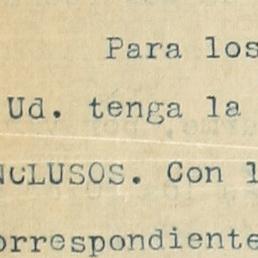 Para los
Ud. tenga la
NCLUSOS. Con l
orrespondiente